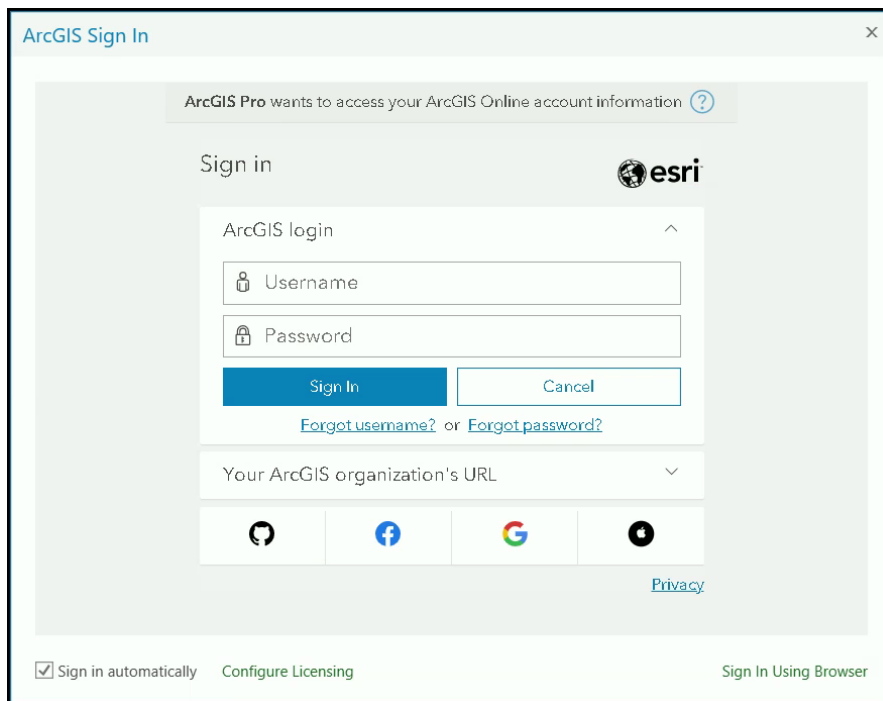 ArcGIS Sign In
ArcGIS Pro wants to access your ArcGIS Online account information ?
Sign in
esri
ArcGIS login
Username
Password
Sign In Cancel
Forgot username? or Forgot password?
Your ArcGIS organization's URL
Privacy
Sign in automatically Configure Licensing Sign In Using Browser